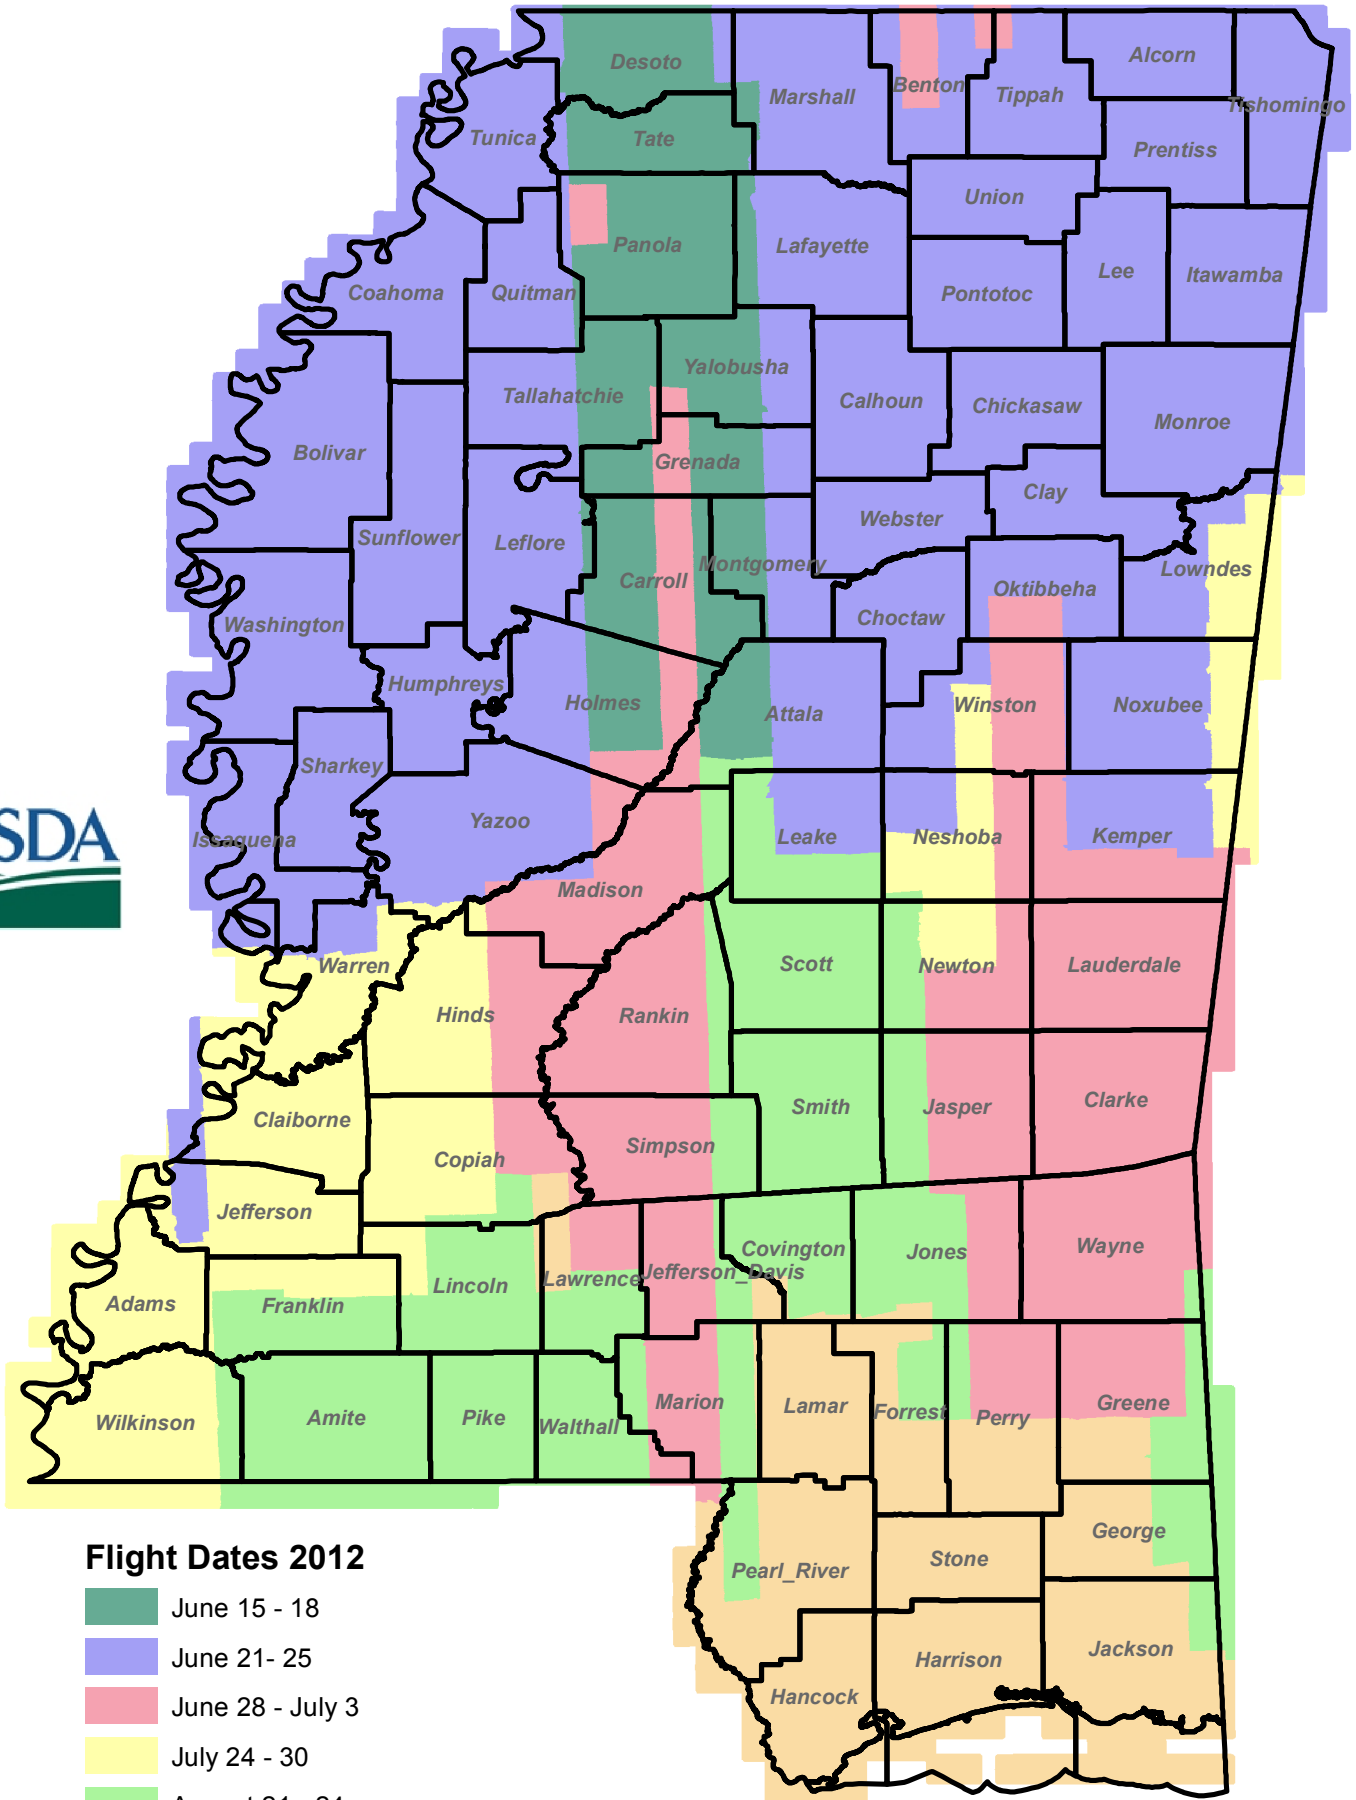 Desoto
Alcorn
Benton
Marshall
Tippah
Tishomingo
Tunica
Tate
Prentiss
Union
Panola
Lafayette
Lee
Itawamba
Coahoma
Quitman
Pontotoc
Yalobusha
Tallahatchie
Calhoun
Chickasaw
Monroe
Bolivar
Grenada
Clay
Webster
Sunflower
Leflore
Montgomery
Lowndes
Carroll
Oktibbeha
Washington
Choctaw
Humphreys
Holmes
Attala
Winston
Noxubee
Sharkey
Yazoo
Issaquena
Leake
Neshoba
Kemper
SDA
Madison
Warren
Scott
Newton
Lauderdale
Hinds
Rankin
Claiborne
Smith
Jasper
Clarke
Copiah
Simpson
Jefferson
Covington
Jones
Wayne
Jefferson_Davis
Lawrence
Lincoln
Adams
Franklin
Marion
Lamar
Forrest
Perry
Greene
Wilkinson
Amite
Pike
Walthall
George
Stone
Pearl_River
Jackson
Harrison
Hancock
Flight Dates 2012
June 15 - 18
June 21- 25
June 28 - July 3
July 24 - 30